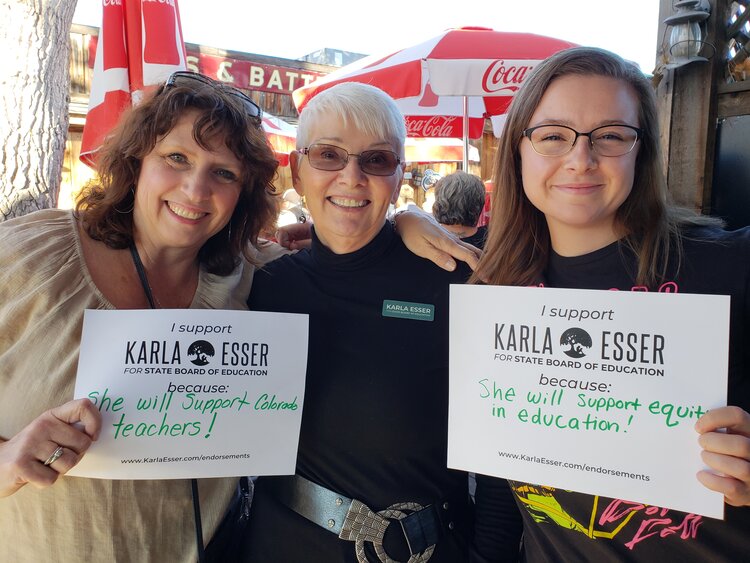 S & BATT
Coca-Cola
Coca
Coca-Cola
KARLA ESSER
I support
KARLA ESSER
FOR STATE BOARD OF EDUCATION
because:
She will support Colorado
teachers!
www.KarlaEsser.com/endorsements
I support
KARLA ESSER
FOR STATE BOARD OF EDUCATION
because:
She will support equit
in education!
www.KarlaEsser.com/endorsements